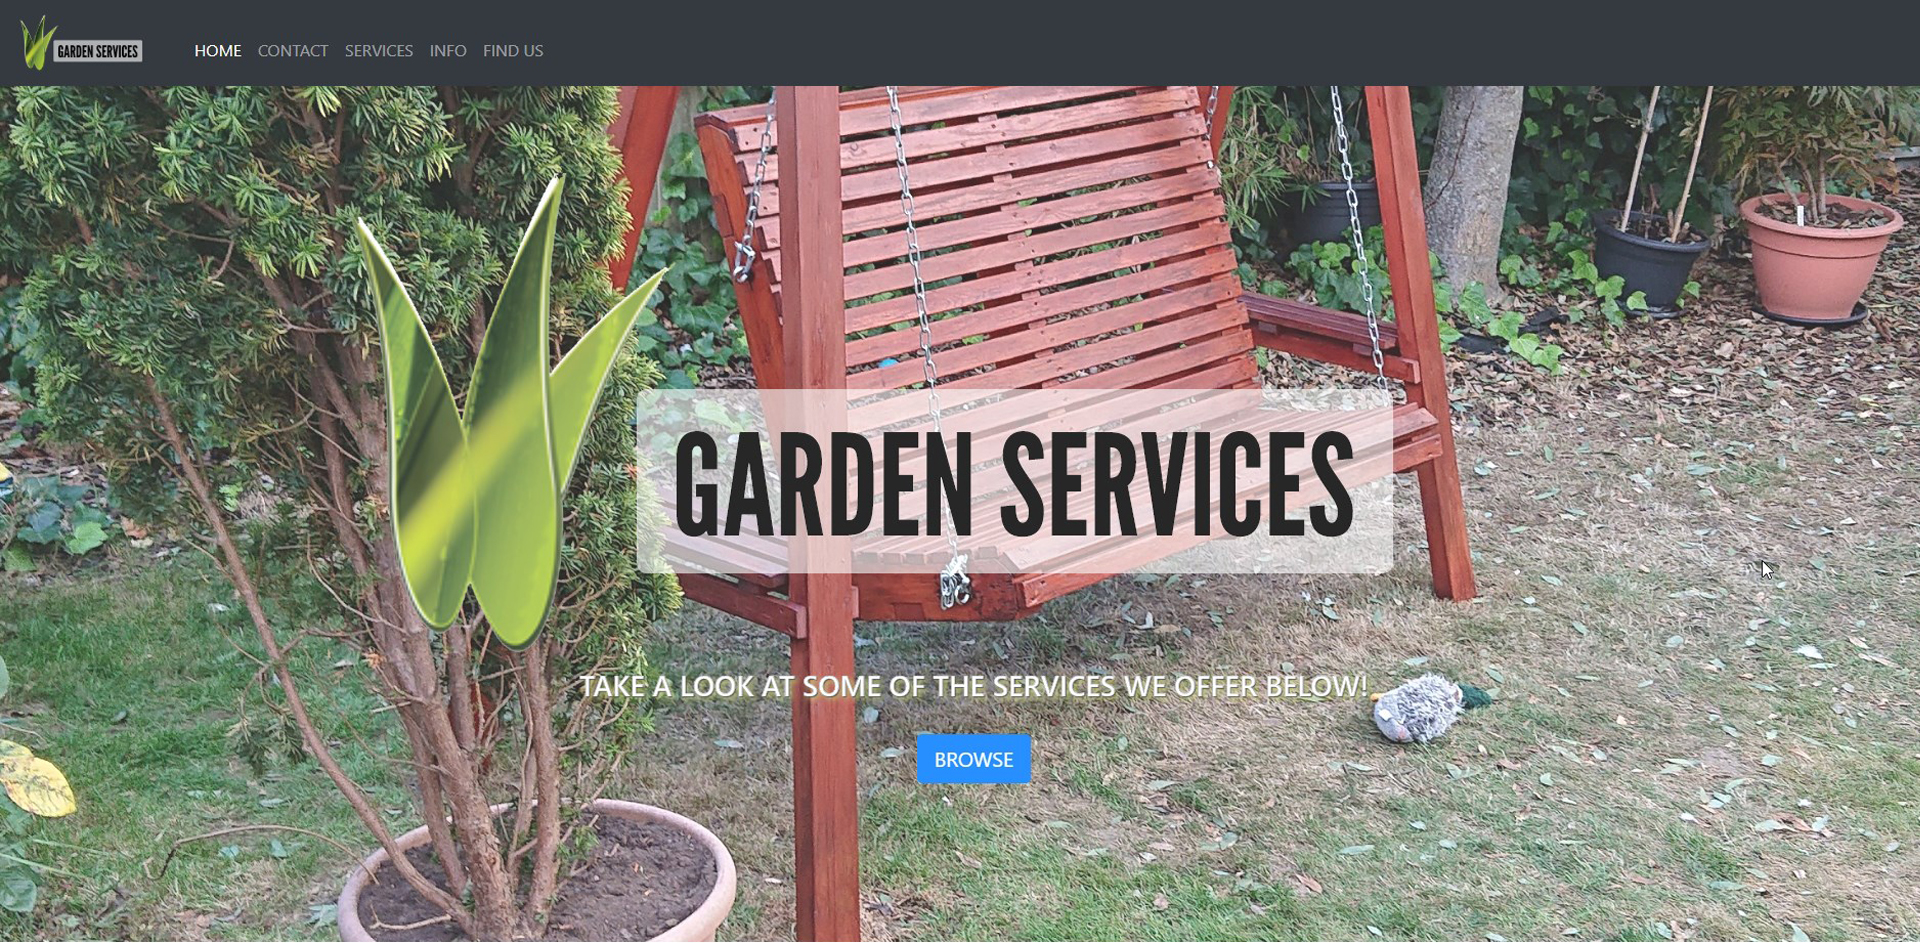 GARDEN SERVICES
HOME CONTACT SERVICES INFO FIND US
GARDEN SERVICES
TAKE A LOOK AT SOME OF THE SERVICES WE OFFER BELOW!
BROWSE